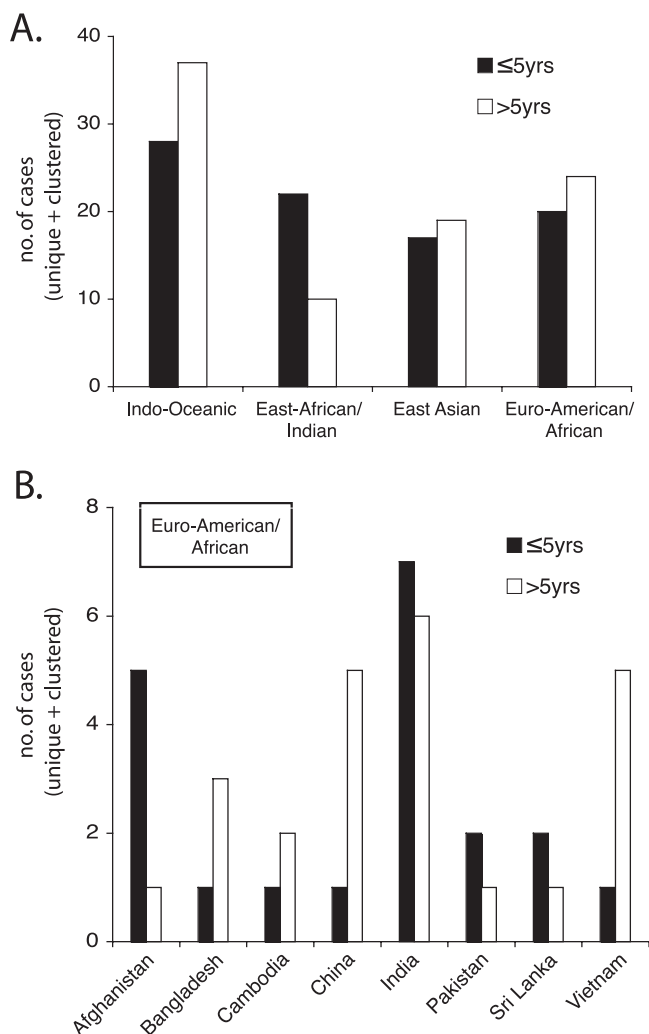 A.
no. of cases
(unique + clustered)
40
30
20
10
0
≤5yrs
>5yrs
Indo-Oceanic
East-African/
Indian
East Asian
Euro-American/
African
B.
no. of cases
(unique + clustered)
8
6
4
2
0
Euro-American/
African
≤5yrs
>5yrs
Afghanistan
Bangladesh
Cambodia
China
India
Pakistan
Sri Lanka
Vietnam